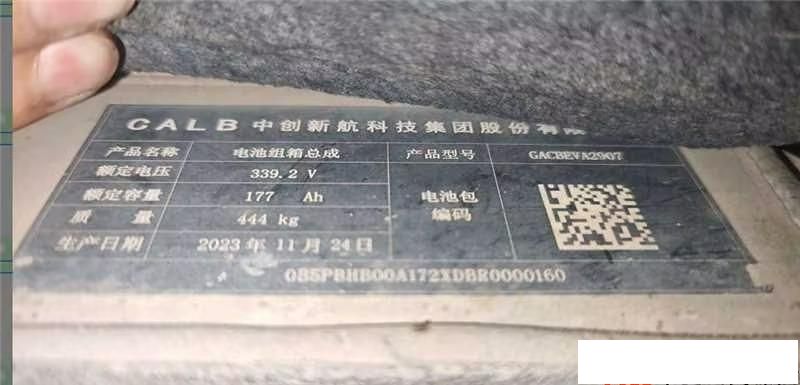 CALB 中创新航科技集团股份有限
产品名称 电池组箱总成 产品型号 GACBEVA2907
额定电压 339.2 V
额定容量 177 Ah 电池包
质 量 444 kg 编码
生产日期 2023 年 11 月 24 日
085PBHB00A172XDBR0000160